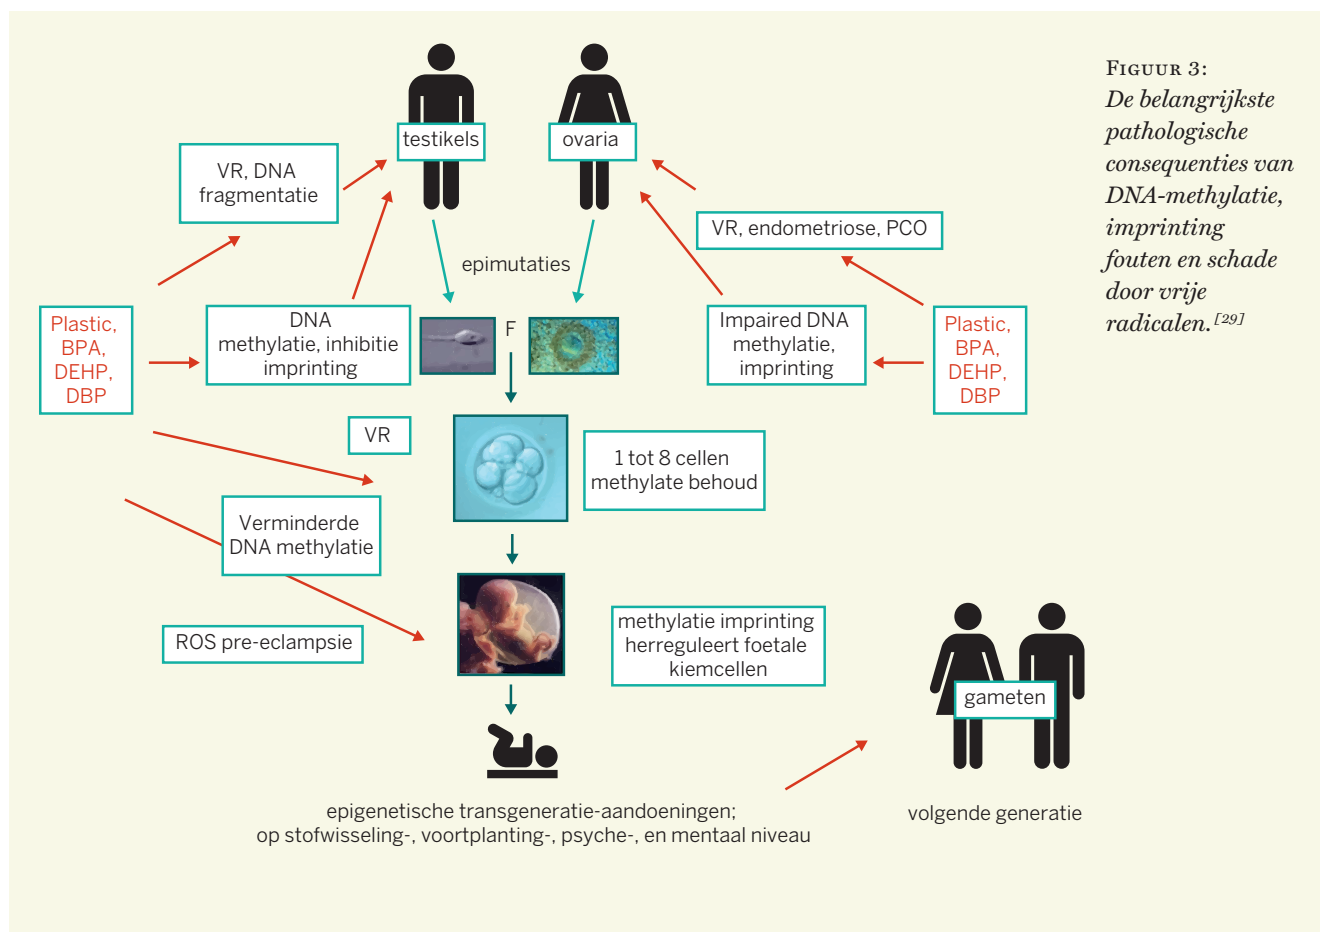 FIGUUR 3:
De belangrijkste
pathologische
consequenties van
DNA-methylatie,
imprinting
fouten en schade
door vrije
radicalen.[29]
testikels
ovaria
VR, DNA
fragmentatie
VR, endometriose, PCO
epimutaties
Plastic,
BPA,
DEHP,
DBP
DNA
methylatie, inhibitie
imprinting
F
Impaired DNA
methylatie,
imprinting
Plastic,
BPA,
DEHP,
DBP
VR
1 tot 8 cellen
methylate behoud
Verminderde
DNA methylatie
ROS pre-eclampsie
methylatie imprinting
herreguleert foetale
kiemcellen
gameten
epigenetische transgeneratie-aandoeningen;
op stofwisseling-, voortplanting-, psyche-, en mentaal niveau
volgende generatie